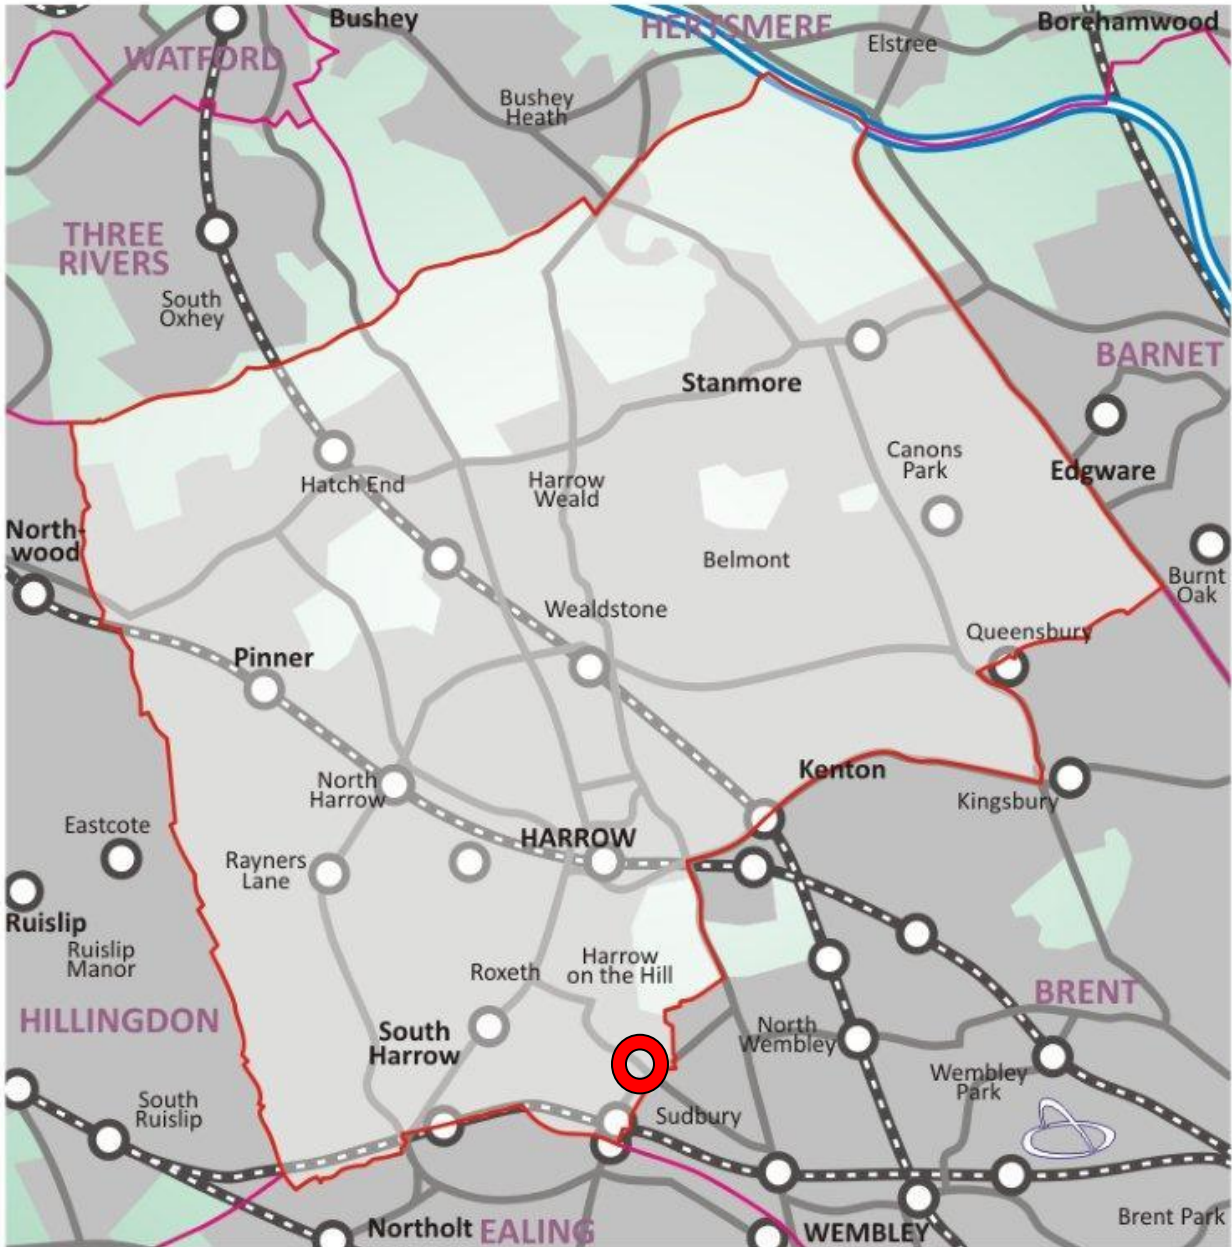 Bushey
HERTSMERE
Borehamwood
WATFORD
Elstree
Bushey
Heath
THREE
RIVERS
South
Oxhey
BARNET
Stanmore
Canons
Park
Edgware
Hatch End
Harrow
Weald
North-
wood
Belmont
Burnt
Oak
Wealdstone
Queensbury
Pinner
Kenton
North
Harrow
Kingsbury
Eastcote
HARROW
Rayners
Lane
Ruislip
Ruislip
Manor
Harrow
on the Hill
Roxeth
BRENT
HILLINGDON
South
Harrow
North
Wembley
Wembley
Park
South
Ruislip
Sudbury
Northolt
EALING
WEMBLEY
Brent Park